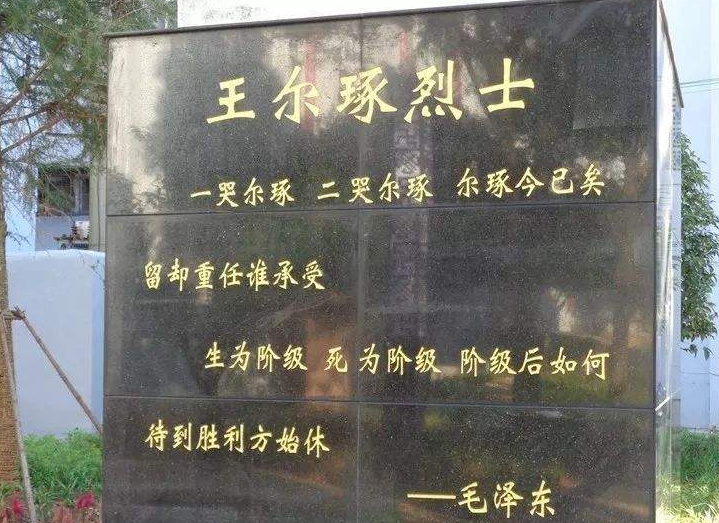 王尔琢烈士
一哭尔琢 二哭尔琢 尔琢今已矣
留却重任谁承受
生为阶级 死为阶级 阶级后如何
待到胜利方始休
——毛泽东